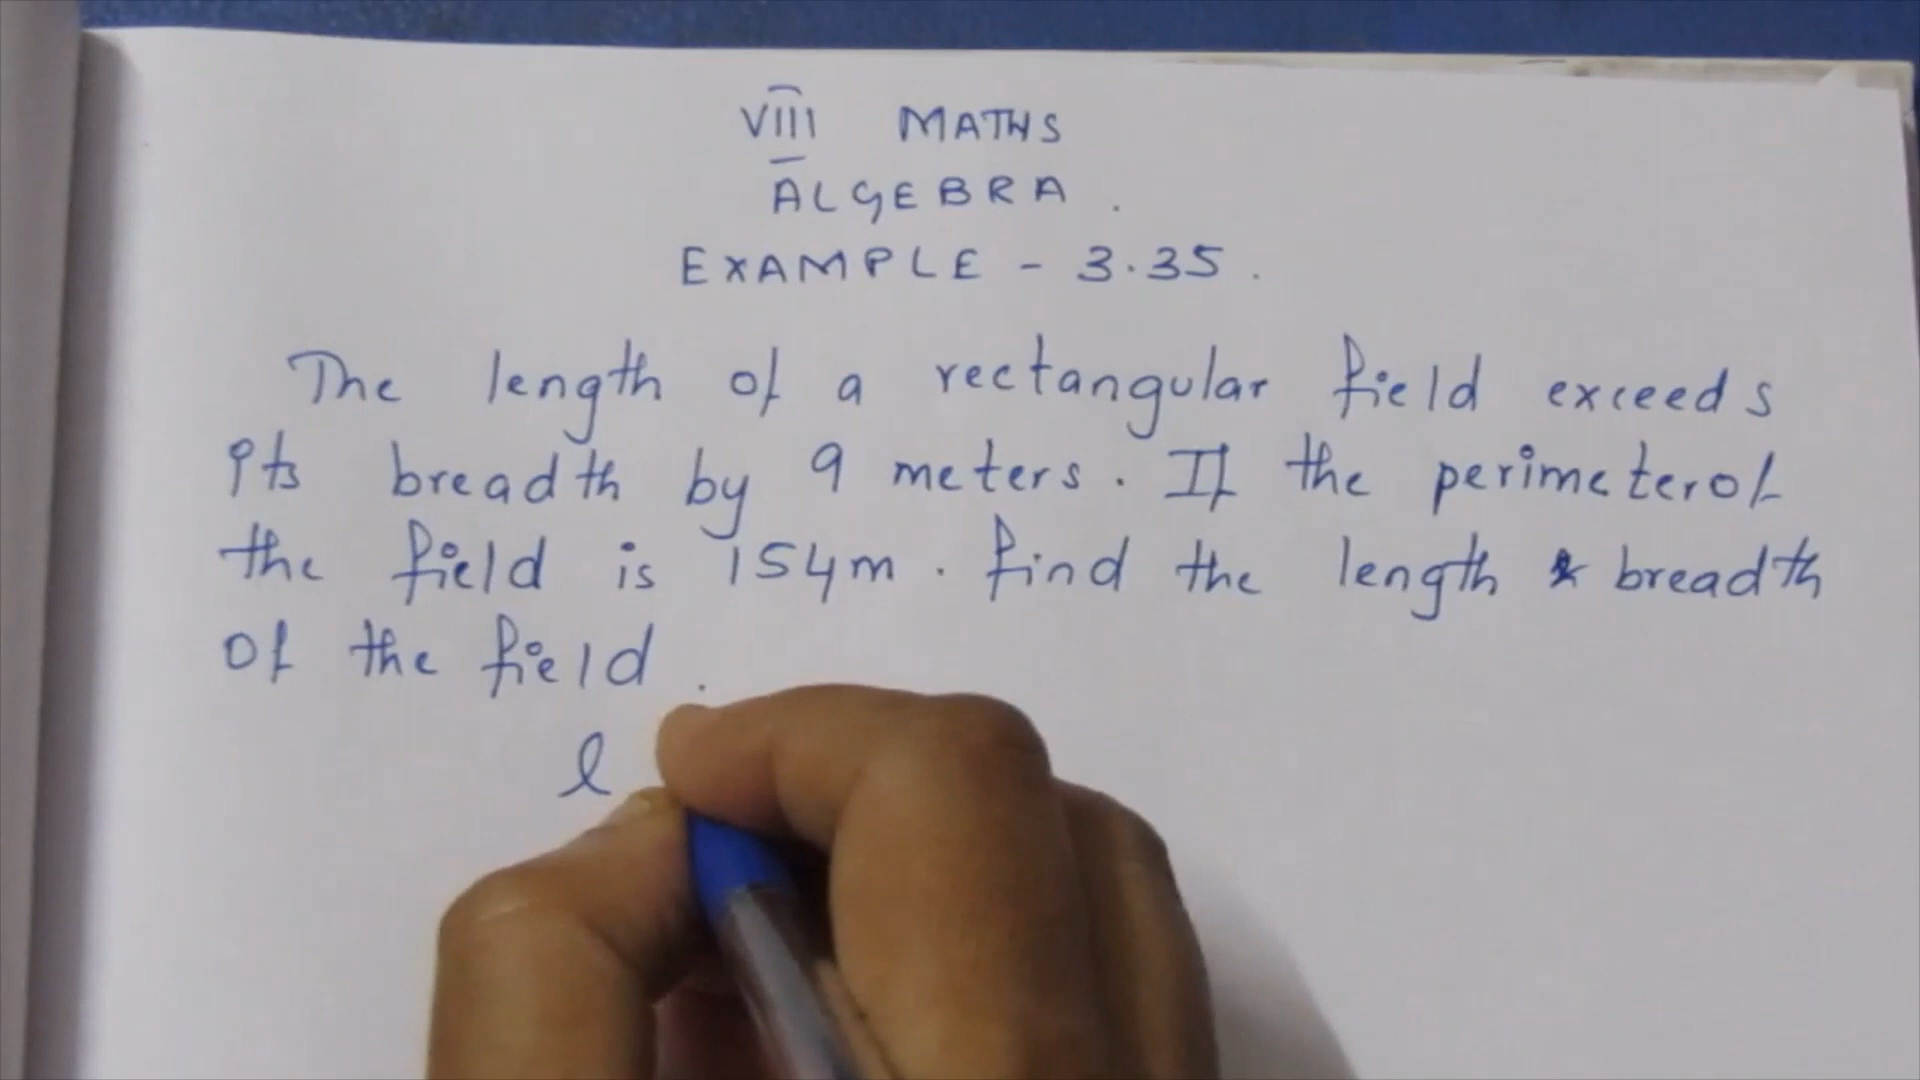 VIII MATHS
ALGEBRA.
EXAMPLE - 3.35.
The length of a rectangular field exceeds
its breadth by 9 meters. If the perimeter of
the field is 154m. find the length & breadth
of the field.
l